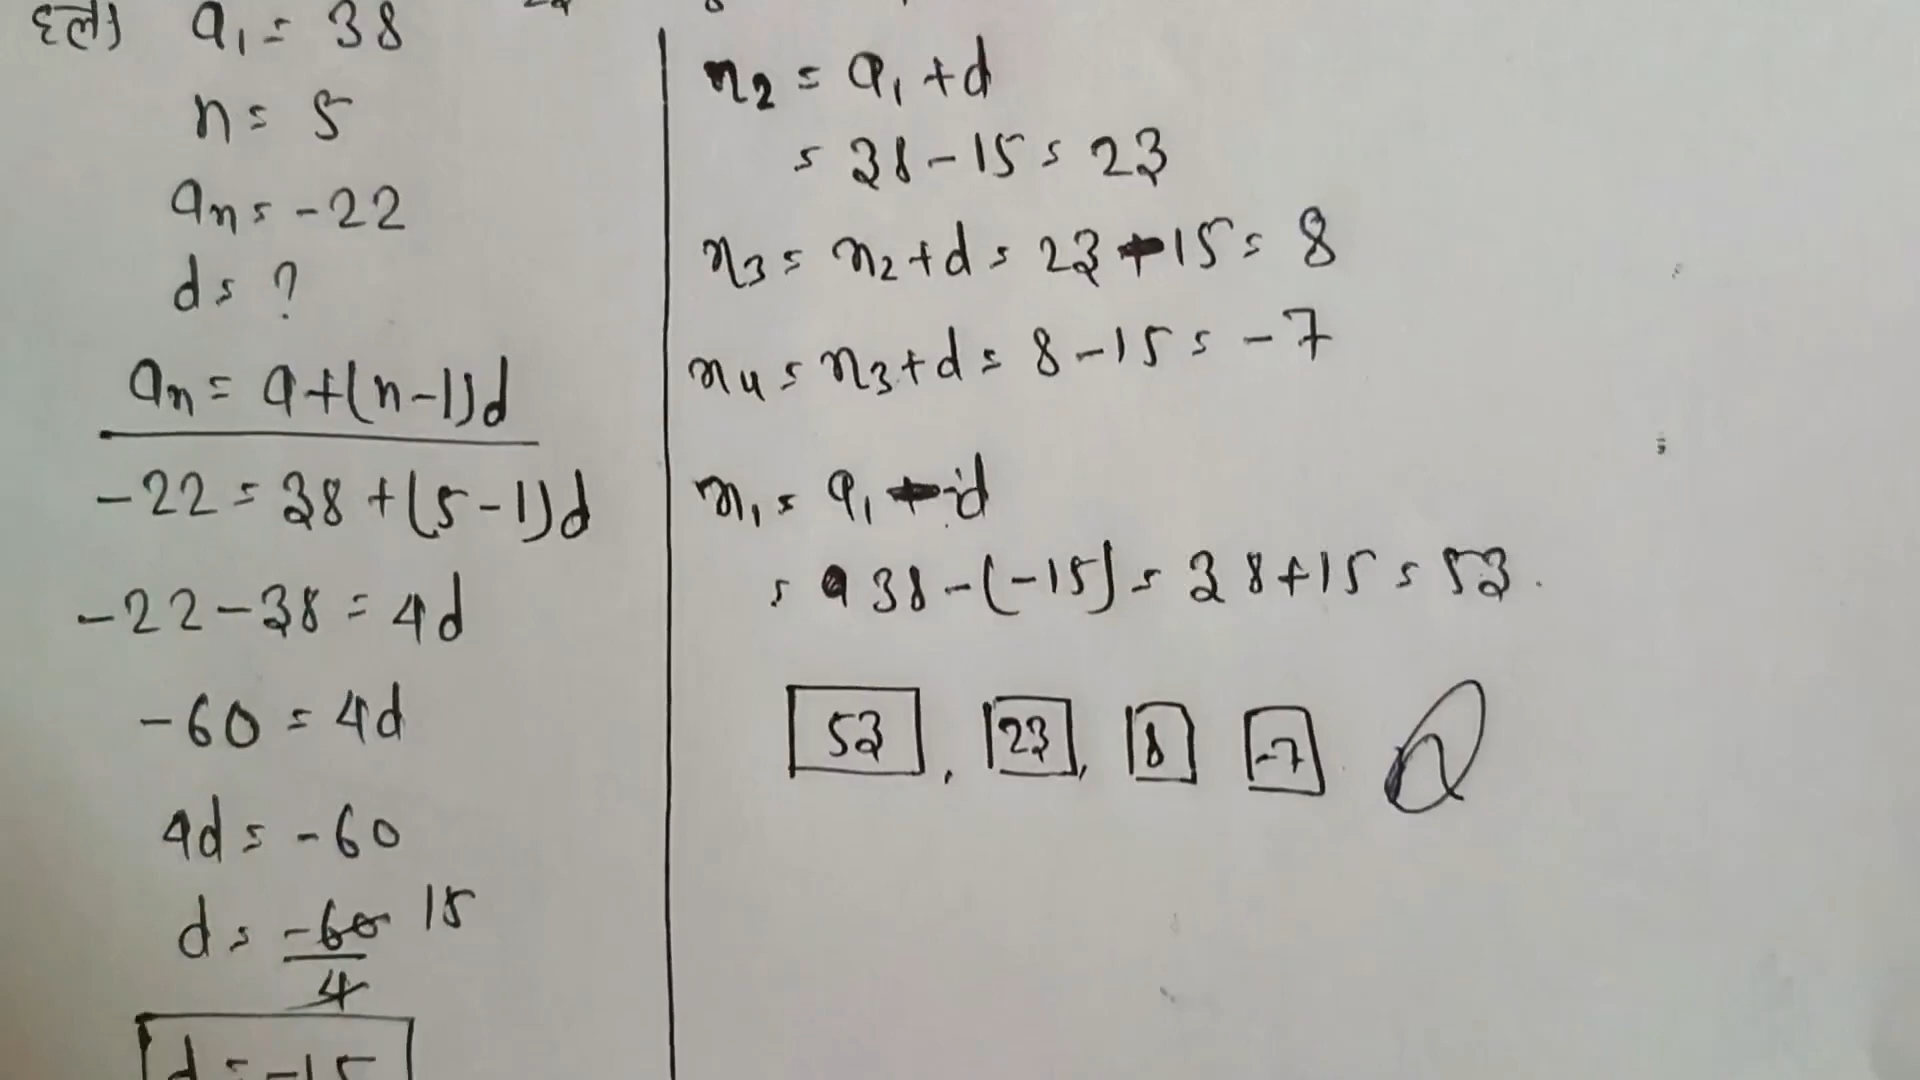 हल) a₁ = 38
n = 5
an = -22
d = ?
an = a+(n-1)d
-22 = 38 +(5-1)d
-22-38 = 4d
-60 = 4d
4d = -60
d = -60/4 15
d = -15
x₂ = a₁ +d
= 38-15 = 23
x₃ = x₂+d = 23-15 = 8
x₄ = x₃+d = 8-15 = -7
x₁ = a₁ -d
= 38-(-15) = 38+15 = 53.
53, 23, 8 -7